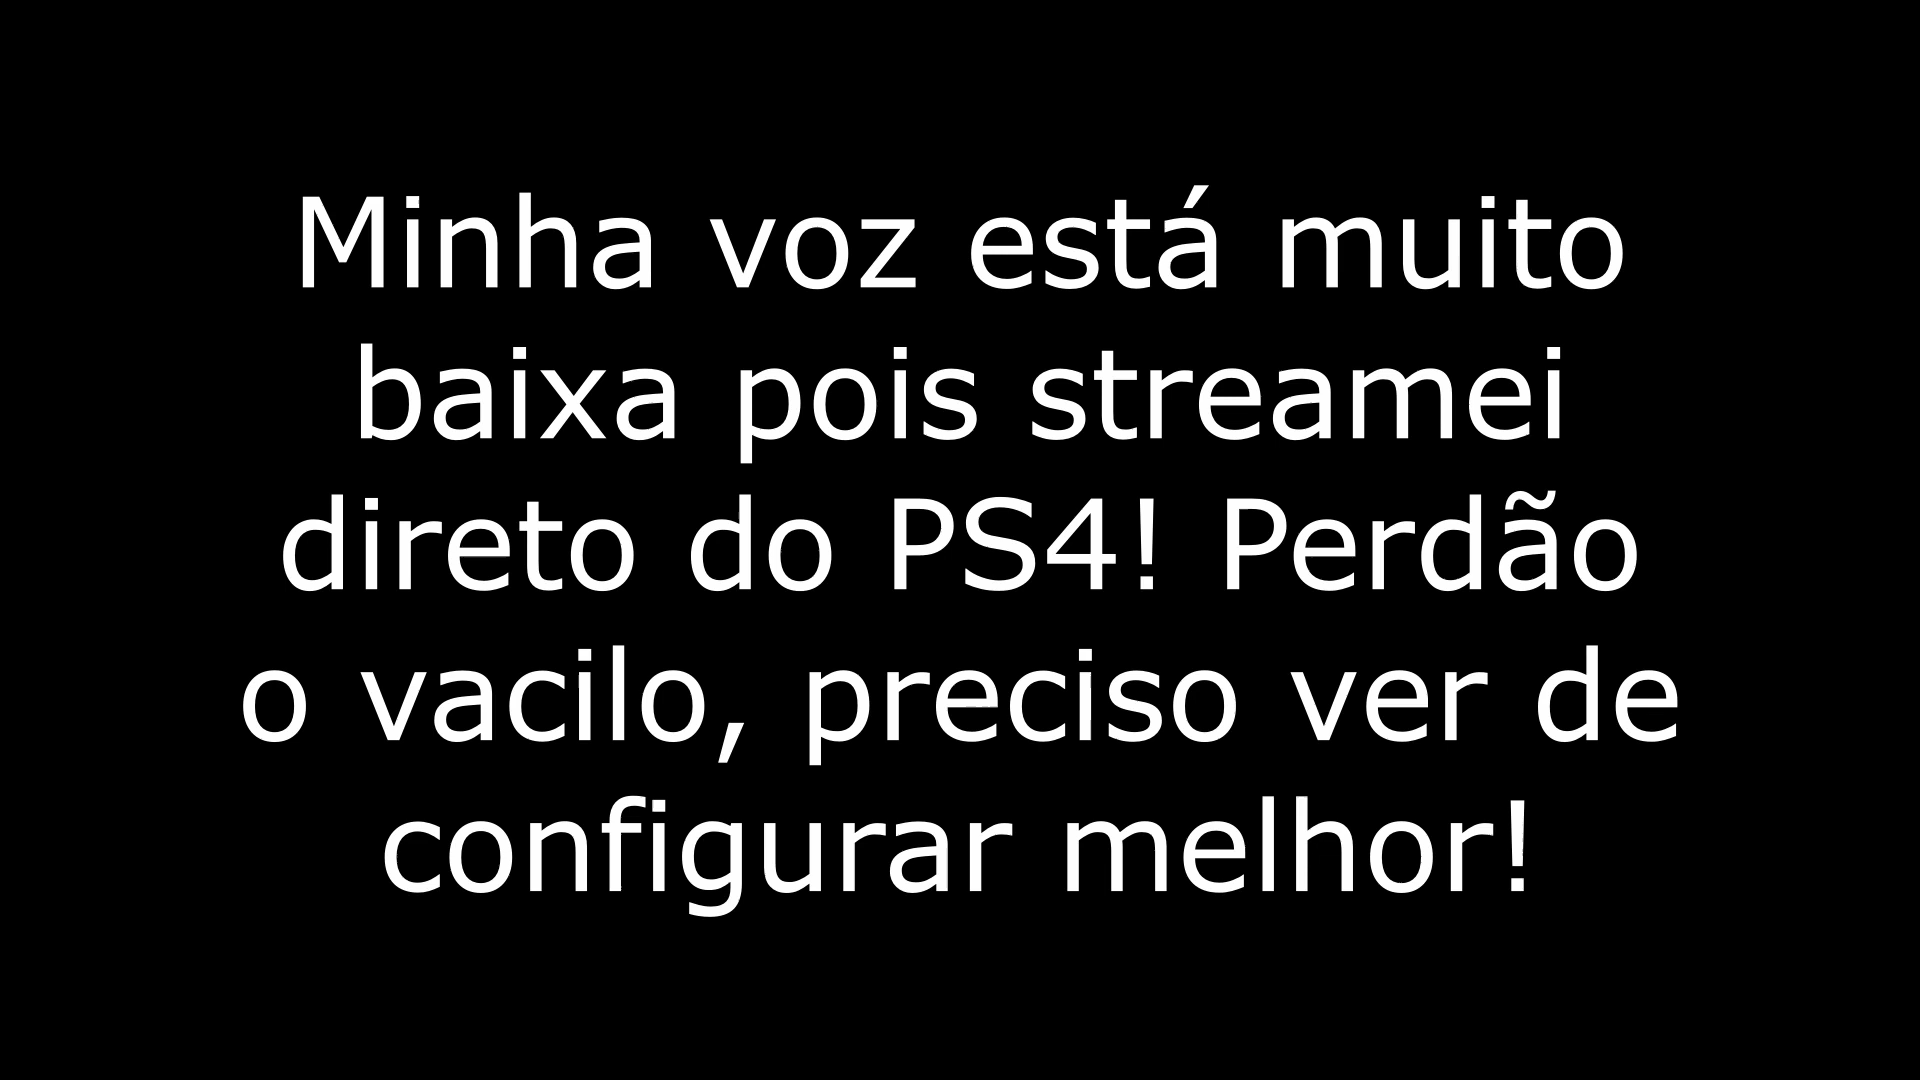 Minha voz está muito
baixa pois streamei
direto do PS4! Perdão
o vacilo, preciso ver de
configurar melhor!